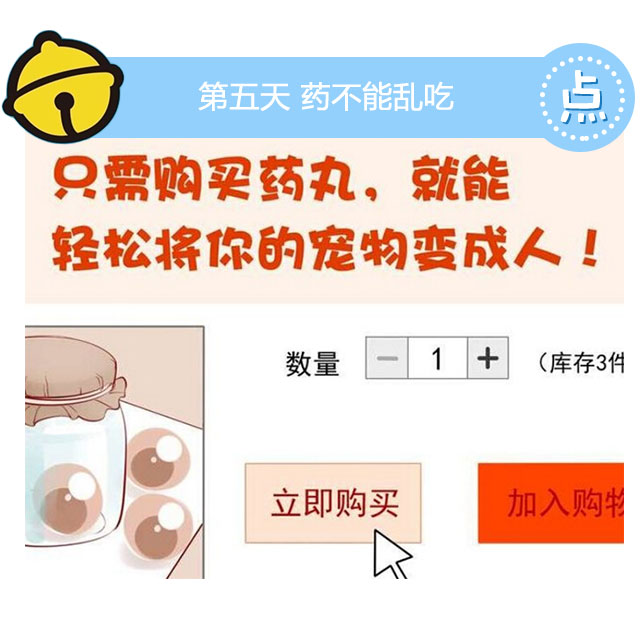 第五天 药不能乱吃
点
只需购买药丸，就能
轻松将你的宠物变成人！
数量
1
（库存3件
立即购买
加入购物